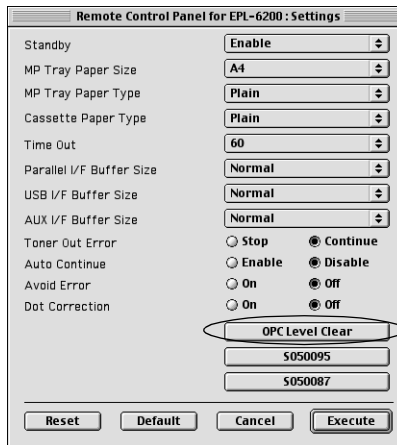 Remote Control Panel for EPL-6200 : Settings
Standby Enable
MP Tray Paper Size A4
MP Tray Paper Type Plain
Cassette Paper Type Plain
Time Out 60
Parallel I/F Buffer Size Normal
USB I/F Buffer Size Normal
AUX I/F Buffer Size Normal
Toner Out Error Stop Continue
Auto Continue Enable Disable
Avoid Error On Off
Dot Correction On Off
OPC Level Clear
S050095
S050087
Reset Default Cancel Execute